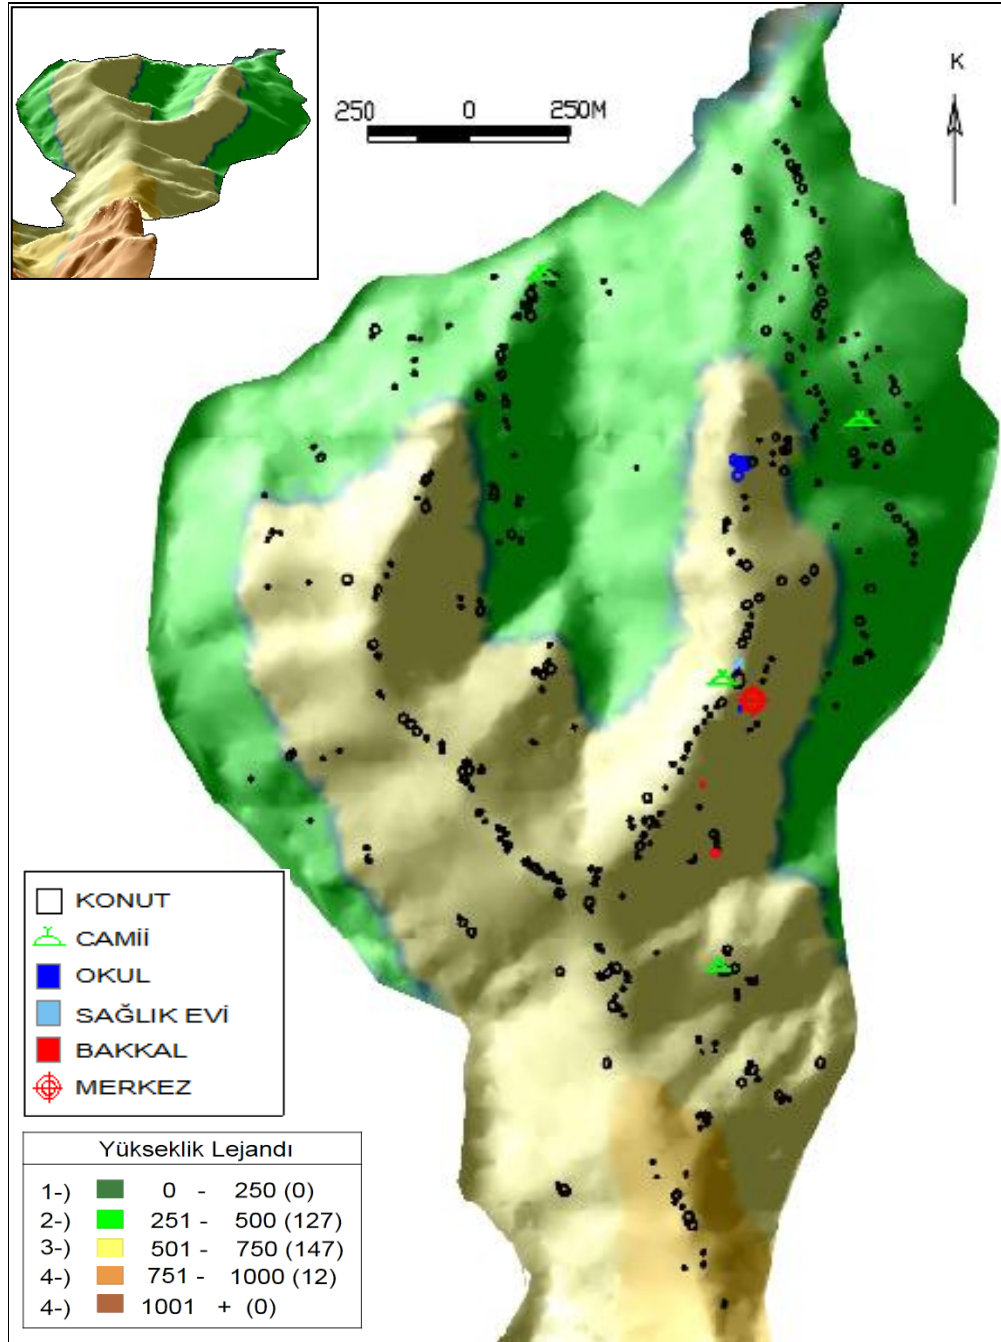 250 0 250M
K
KONUT
CAMİİ
OKUL
SAĞLIK EVİ
BAKKAL
MERKEZ
Yükseklik Lejandı
1-) 0 - 250 (0)
2-) 251 - 500 (127)
3-) 501 - 750 (147)
4-) 751 - 1000 (12)
4-) 1001 + (0)